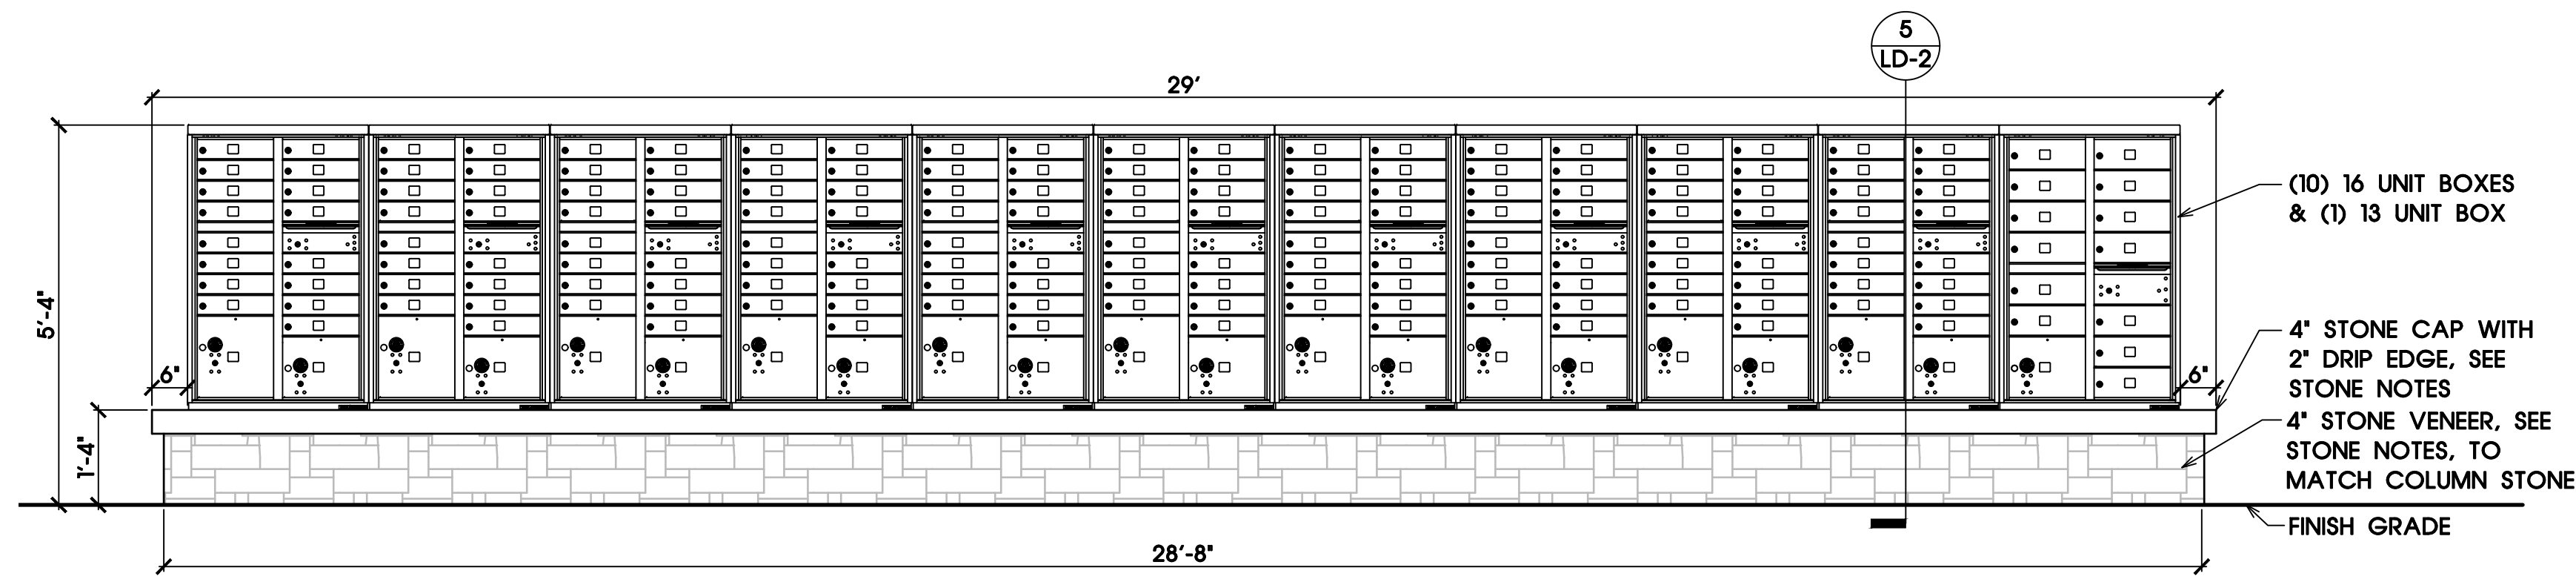 5
LD-2
29'
(10) 16 UNIT BOXES
& (1) 13 UNIT BOX
5'-4"
4" STONE CAP WITH
2" DRIP EDGE, SEE
STONE NOTES
6"
6"
1'-4"
4" STONE VENEER, SEE
STONE NOTES, TO
MATCH COLUMN STONE
FINISH GRADE
28'-8"